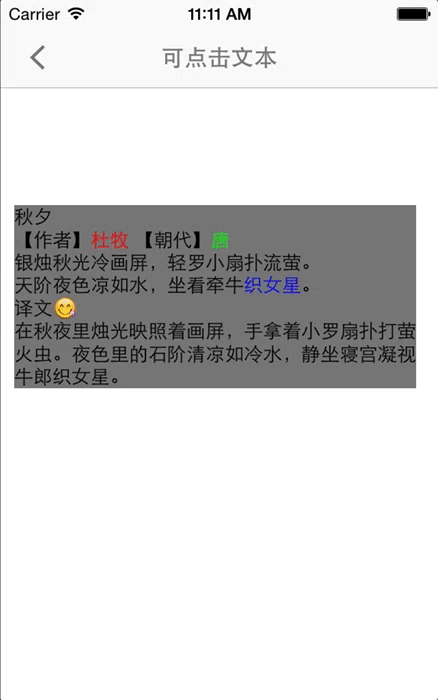 Carrier 11:11 AM
可点击文本
秋夕
【作者】杜牧 【朝代】唐
银烛秋光冷画屏，轻罗小扇扑流萤。
天阶夜色凉如水，坐看牵牛织女星。
译文😋
在秋夜里烛光映照着画屏，手拿着小罗扇扑打萤
火虫。夜色里的石阶清凉如冷水，静坐寝宫凝视
牛郎织女星。